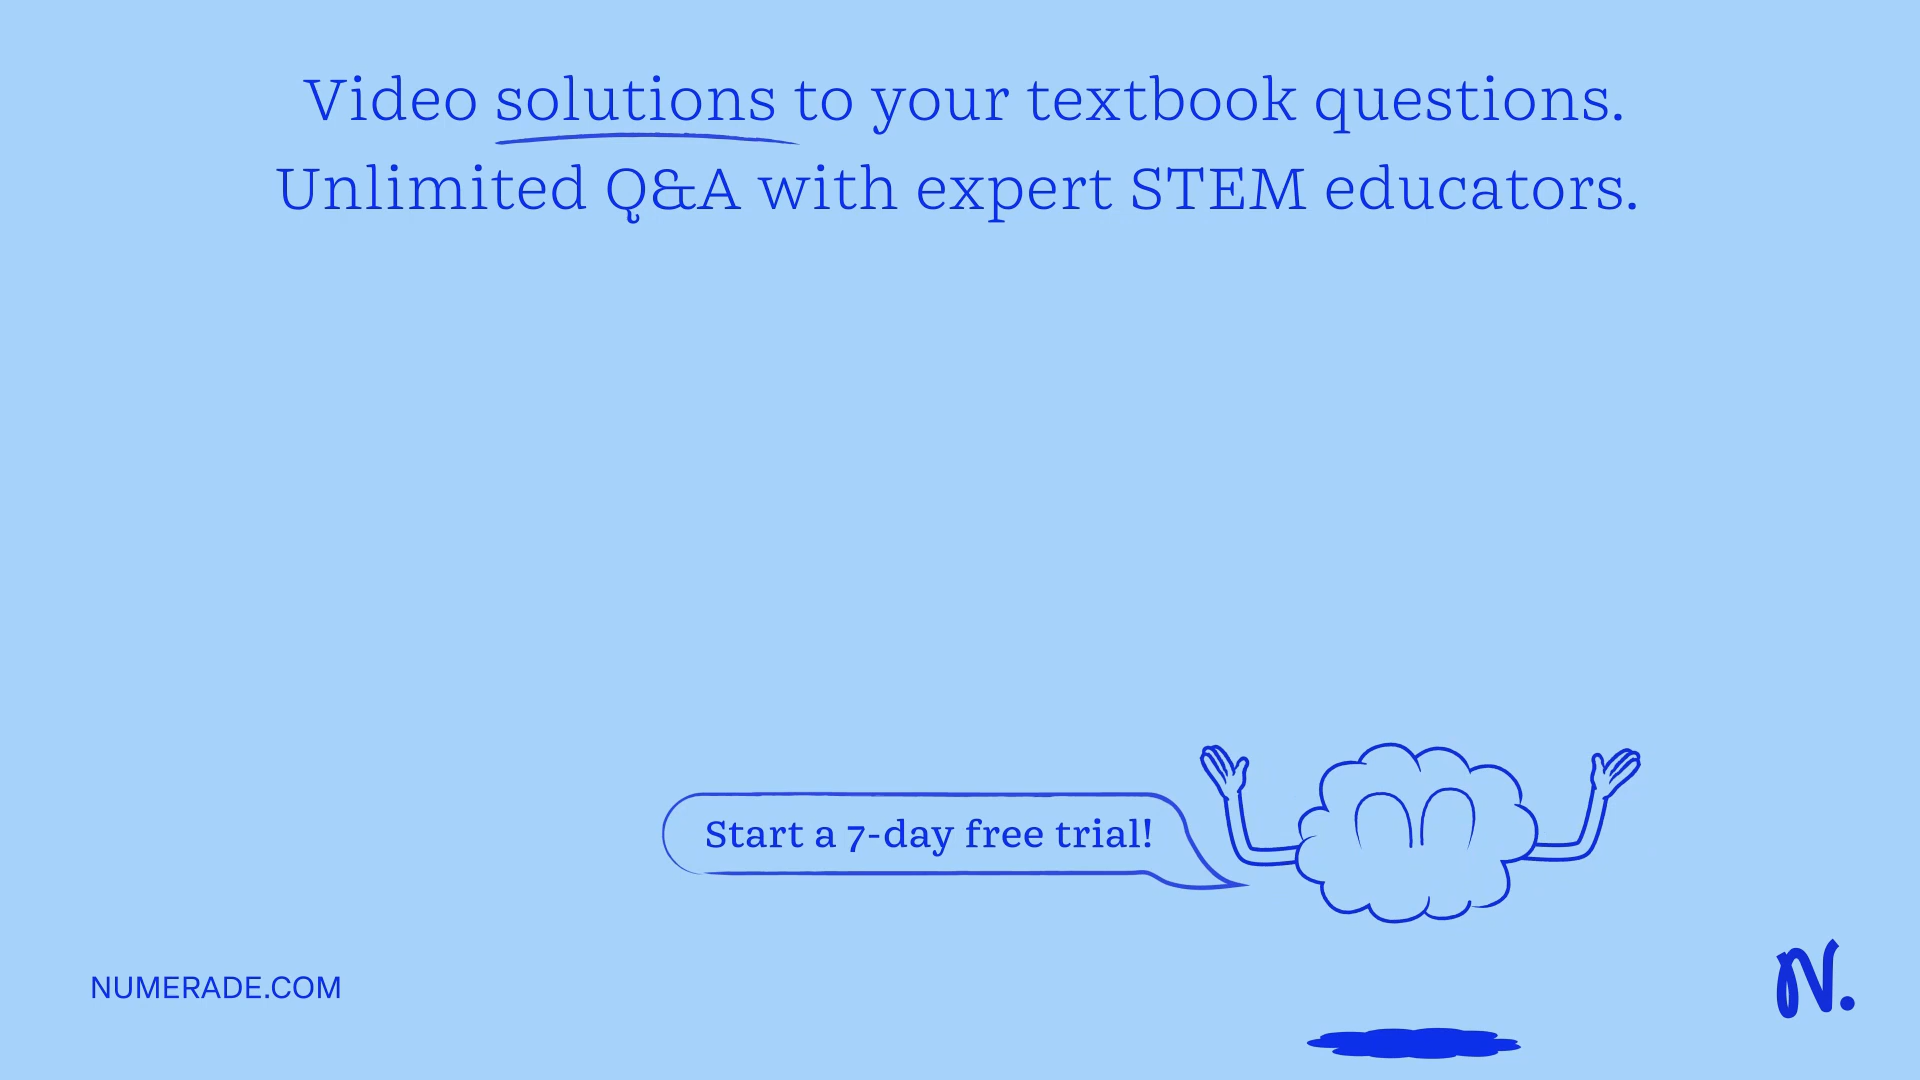 Video solutions to your textbook questions.
Unlimited Q&A with expert STEM educators.
Start a 7-day free trial!
NUMERADE.COM
N.